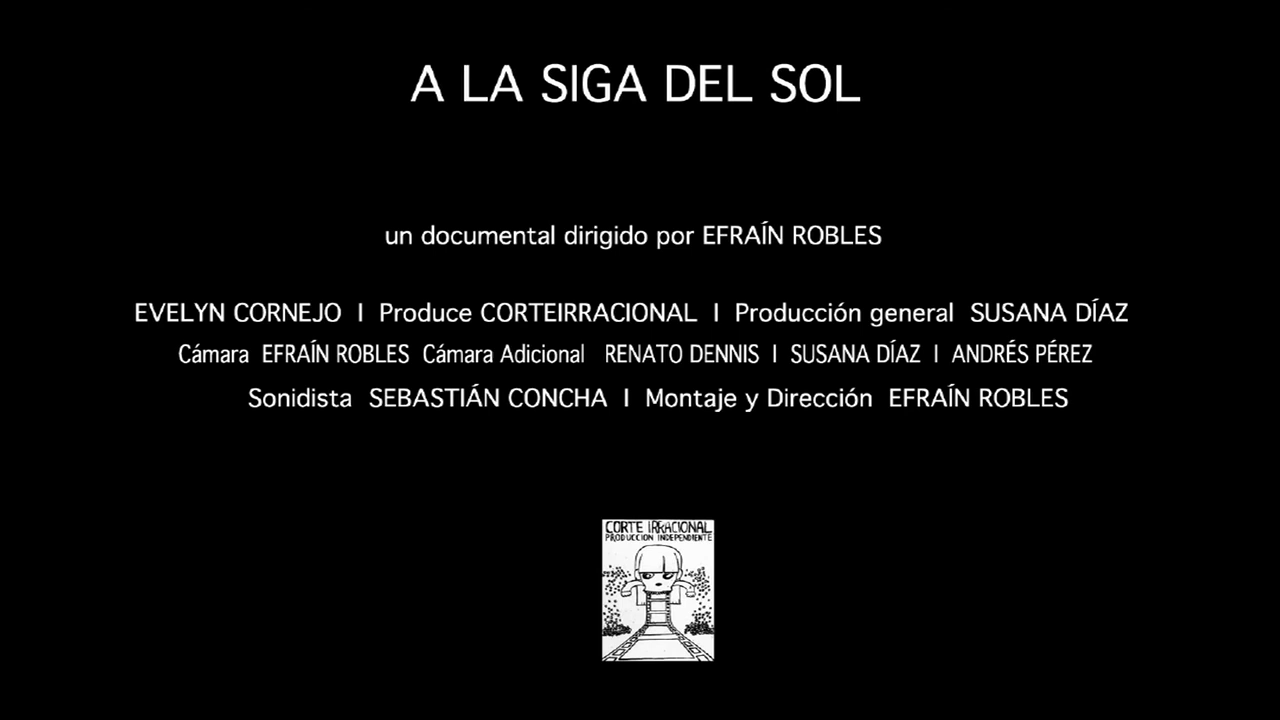 A LA SIGA DEL SOL
un documental dirigido por EFRAÍN ROBLES
EVELYN CORNEJO I Produce CORTEIRRACIONAL I Producción general SUSANA DÍAZ
Cámara EFRAÍN ROBLES Cámara Adicional RENATO DENNIS I SUSANA DÍAZ I ANDRÉS PÉREZ
Sonidista SEBASTIÁN CONCHA I Montaje y Dirección EFRAÍN ROBLES
CORTE IRRACIONAL
PRODUCCION INDEPENDIENTE